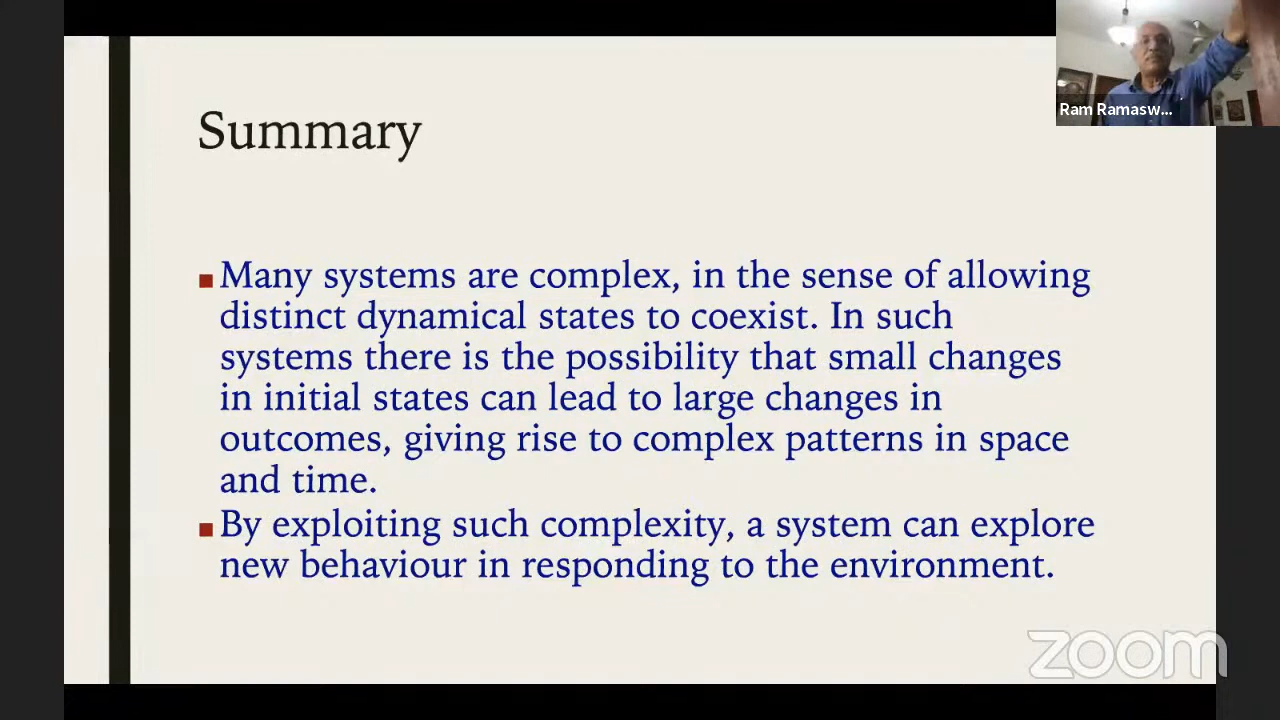 Ram Ramasw...
Summary
■Many systems are complex, in the sense of allowing
distinct dynamical states to coexist. In such
systems there is the possibility that small changes
in initial states can lead to large changes in
outcomes, giving rise to complex patterns in space
and time.
■By exploiting such complexity, a system can explore
new behaviour in responding to the environment.
zoom